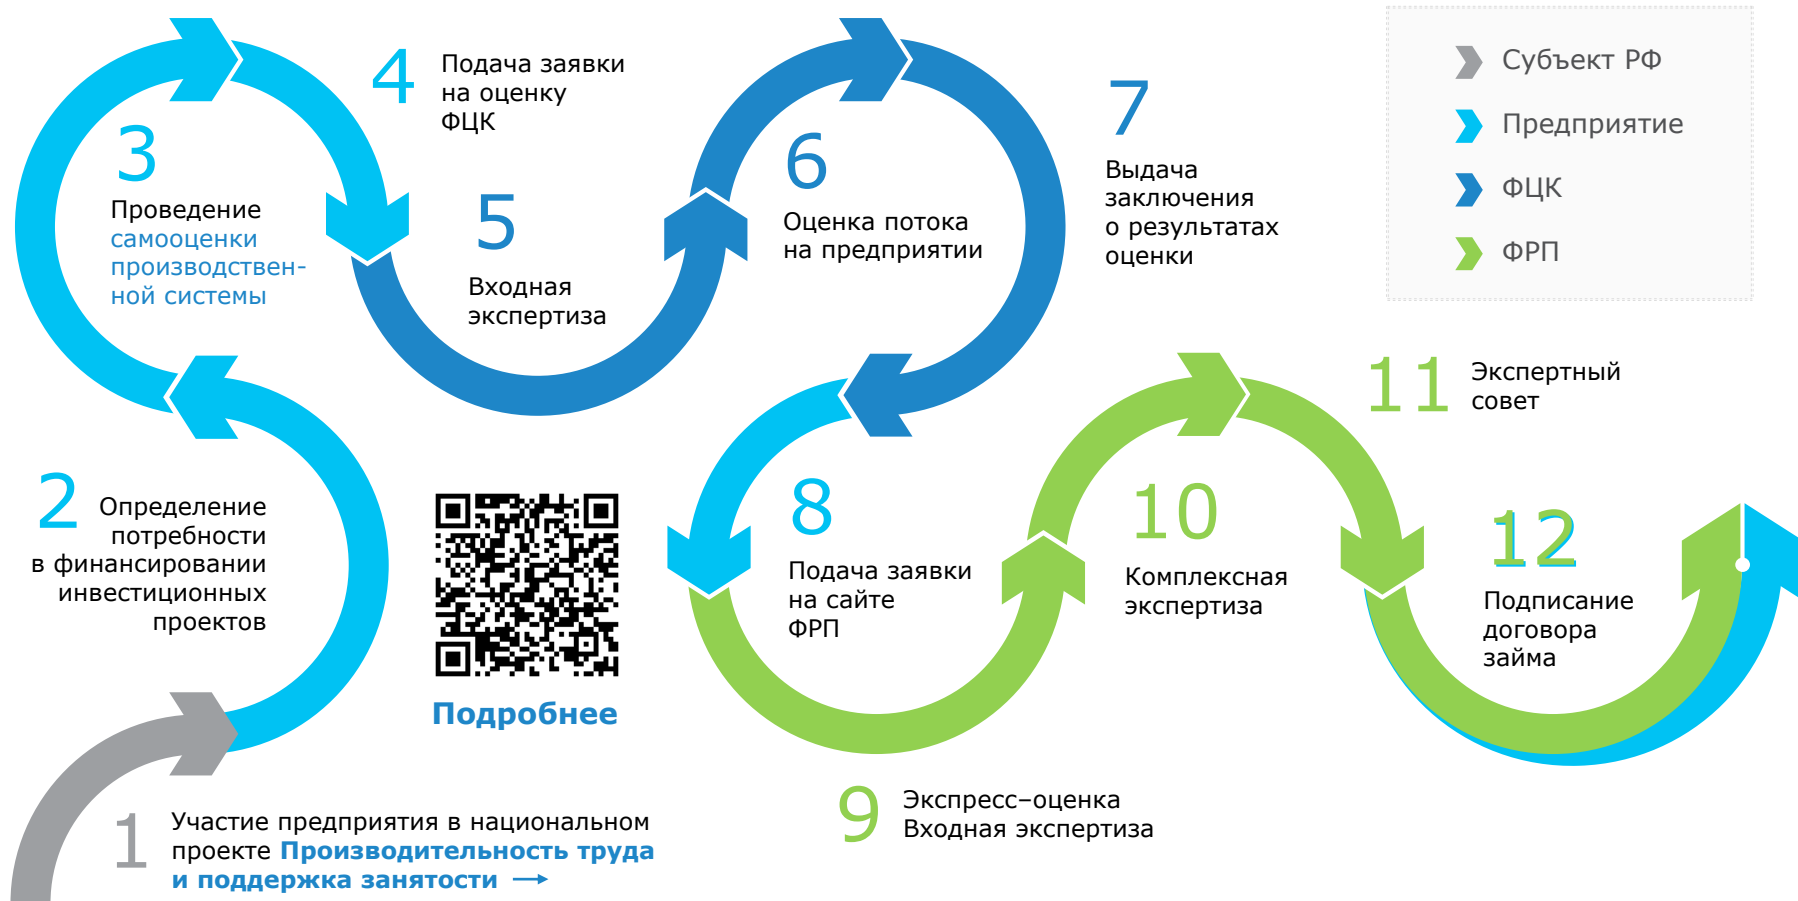 1
Участие предприятия в национальном
проекте Производительность труда
и поддержка занятости →
2
Определение
потребности
в финансировании
инвестиционных
проектов
3
Проведение
самооценки
производствен-
ной системы
4
Подача заявки
на оценку
ФЦК
5
Входная
экспертиза
6
Оценка потока
на предприятии
7
Выдача
заключения
о результатах
оценки
8
Подача заявки
на сайте
ФРП
9
Экспресс–оценка
Входная экспертиза
10
Комплексная
экспертиза
11
Экспертный
совет
12
Подписание
договора
займа
Подробнее
Субъект РФ
Предприятие
ФЦК
ФРП